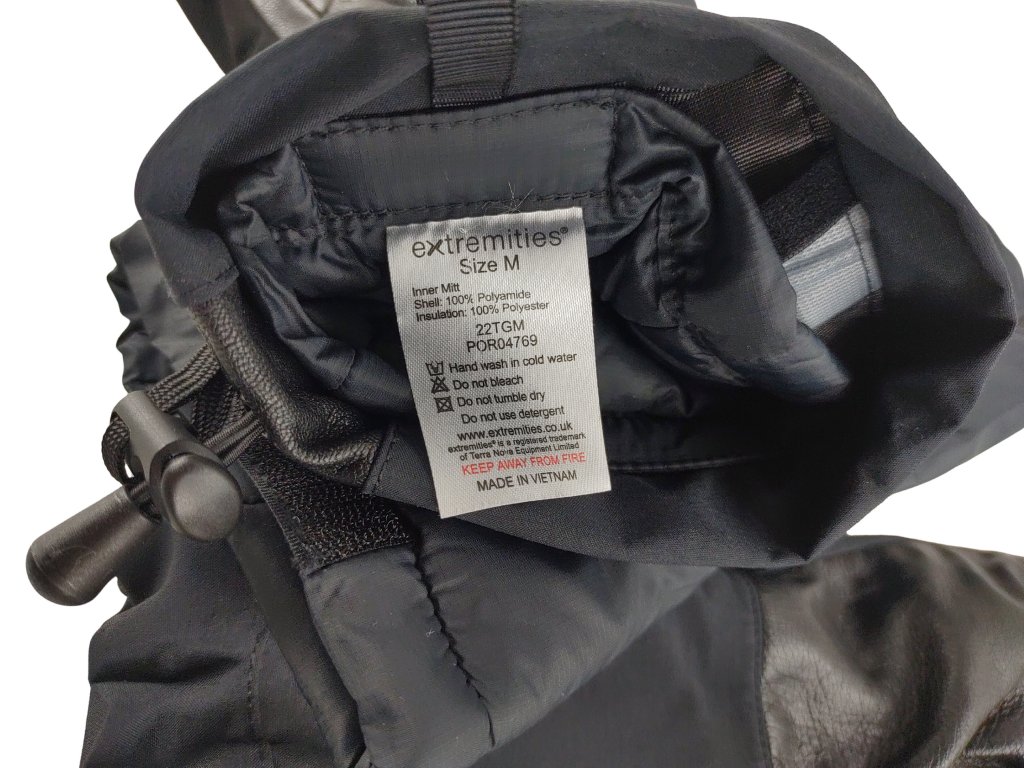 extremities®
Size M
Inner Mitt
Shell: 100% Polyamide
Insulation: 100% Polyester
22TGM
POR04769
Hand wash in cold water
Do not bleach
Do not tumble dry
Do not use detergent
www.extremities.co.uk
extremities® is a registered trademark
of Terra Nova Equipment Limited
KEEP AWAY FROM FIRE
MADE IN VIETNAM